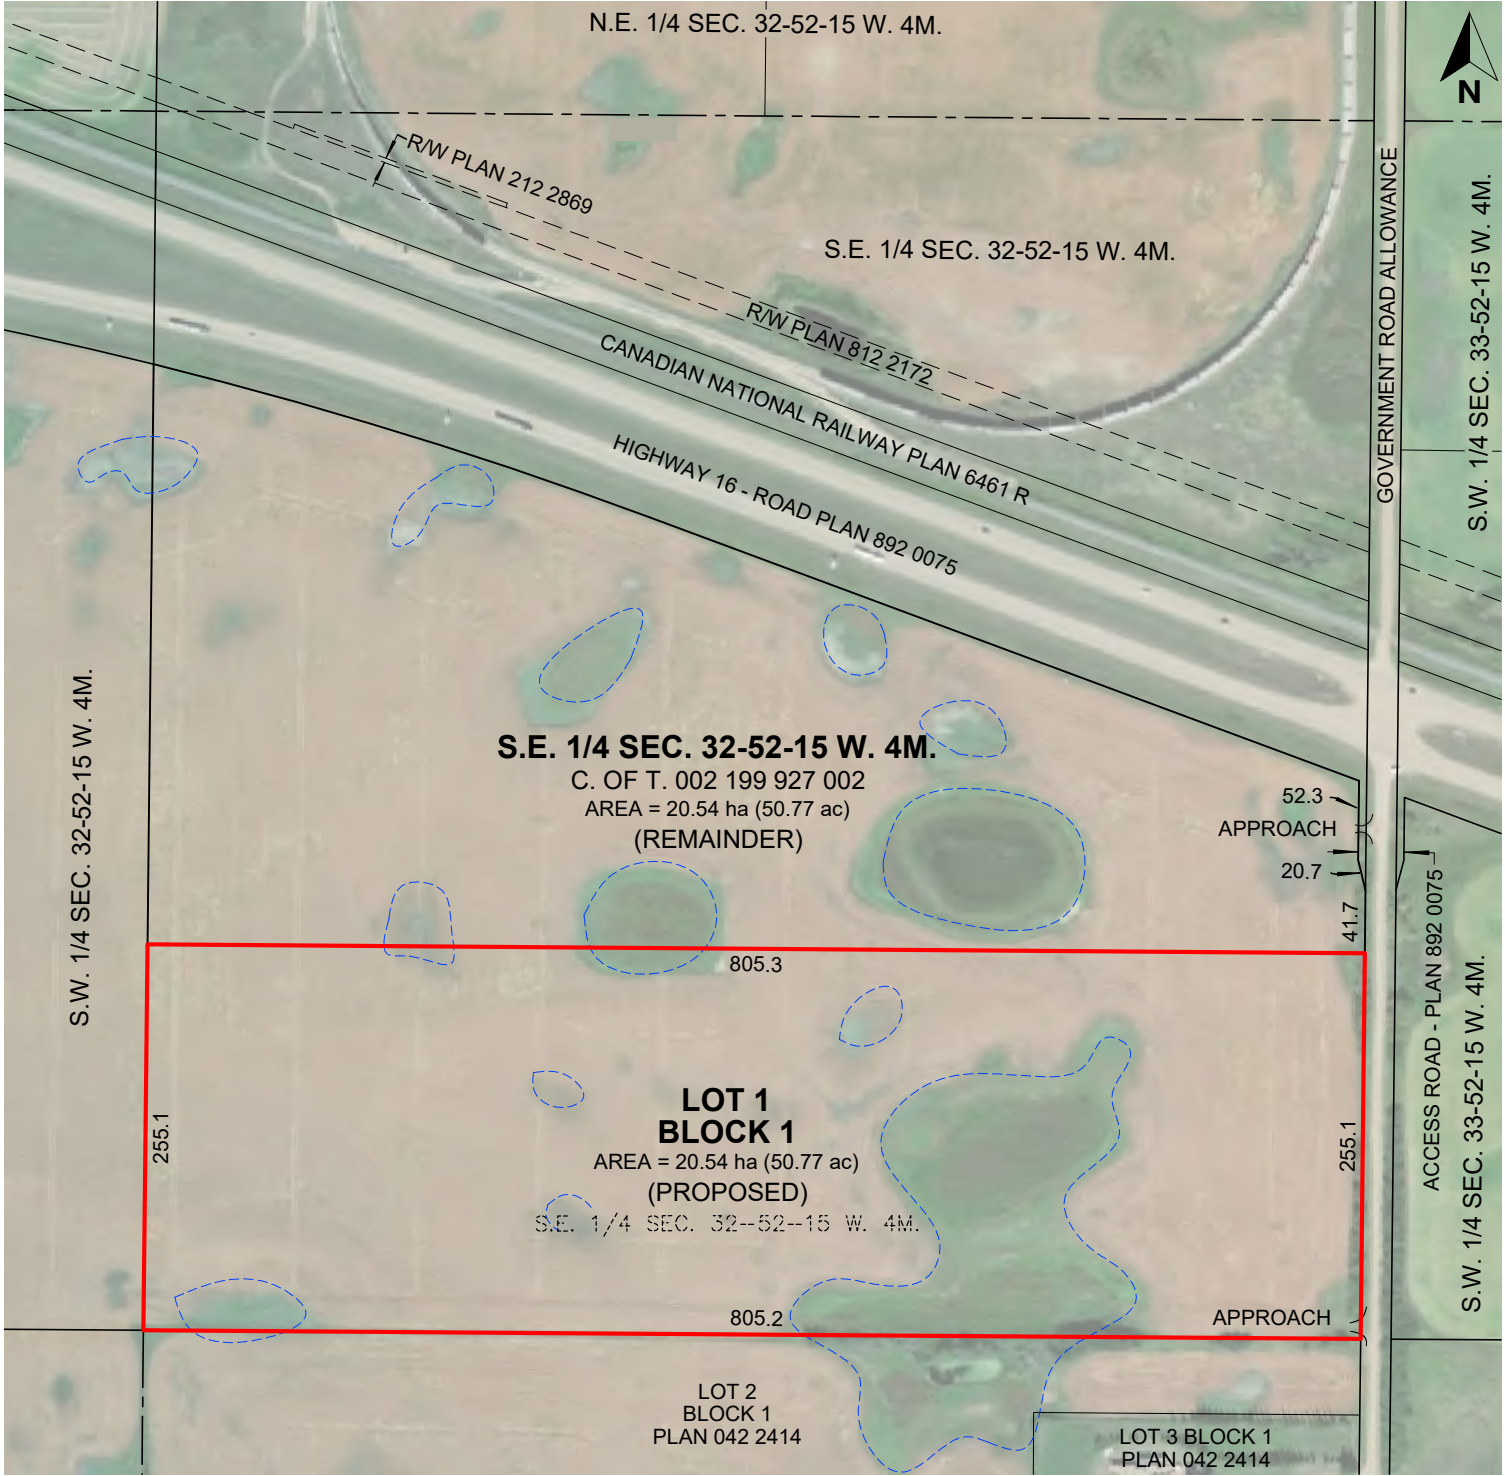 N.E. 1/4 SEC. 32-52-15 W. 4M.
N
R/W PLAN 212 2869
S.E. 1/4 SEC. 32-52-15 W. 4M.
GOVERNMENT ROAD ALLOWANCE
S.W. 1/4 SEC. 33-52-15 W. 4M.
R/W PLAN 812 2172
CANADIAN NATIONAL RAILWAY PLAN 6461 R
HIGHWAY 16 - ROAD PLAN 892 0075
S.W. 1/4 SEC. 32-52-15 W. 4M.
S.E. 1/4 SEC. 32-52-15 W. 4M.
C. OF T. 002 199 927 002
AREA = 20.54 ha (50.77 ac)
(REMAINDER)
52.3
APPROACH
20.7
41.7
ACCESS ROAD - PLAN 892 0075
S.W. 1/4 SEC. 33-52-15 W. 4M.
805.3
255.1
LOT 1
BLOCK 1
AREA = 20.54 ha (50.77 ac)
(PROPOSED)
S.E. 1/4 SEC. 32--52--15 W. 4M.
255.1
805.2
APPROACH
LOT 2
BLOCK 1
PLAN 042 2414
LOT 3 BLOCK 1
PLAN 042 2414